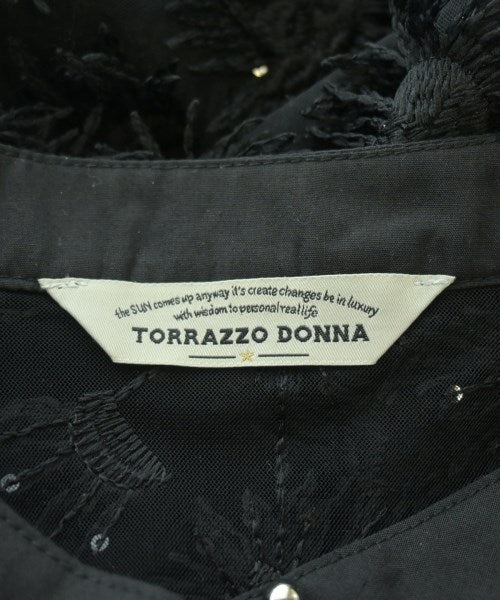 the SUN comes up anyway it's create changes be in luxury
with wisdom to personal real life
TORRAZZO DONNA